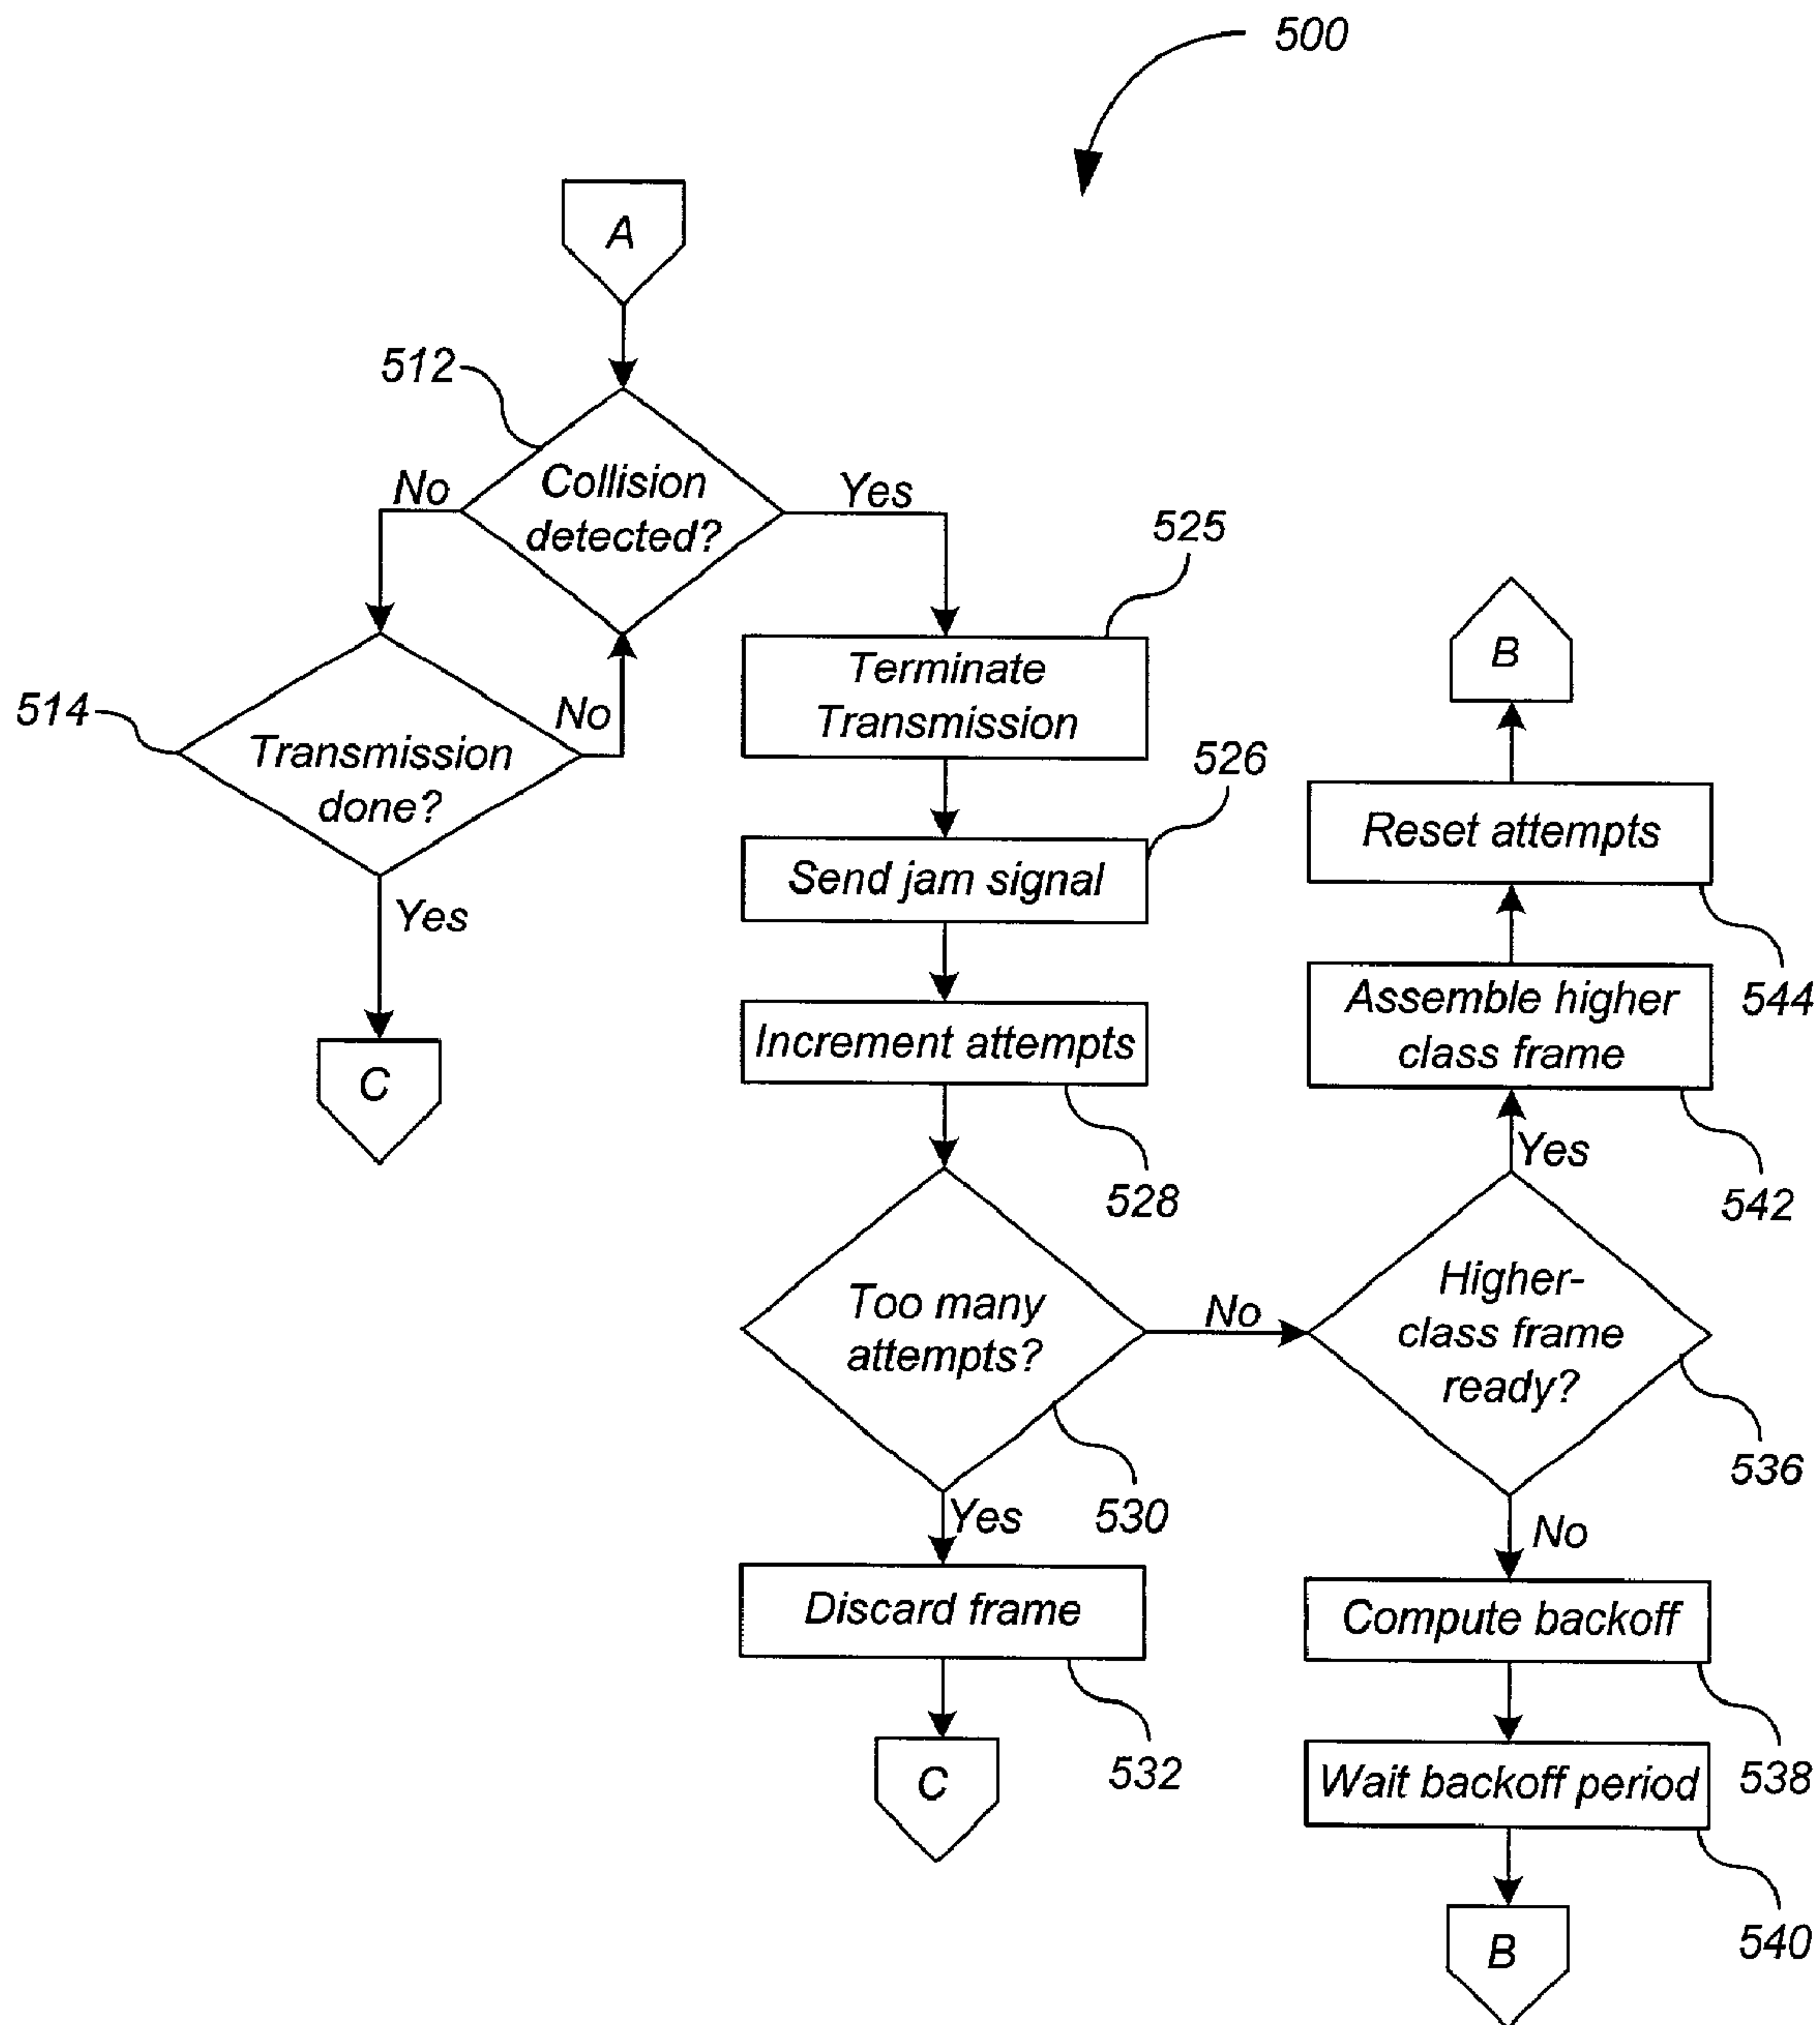 500
A
512
Collision
detected?
No
Yes
525
Terminate
Transmission
514
Transmission
done?
No
Yes
C
526
Send jam signal
Increment attempts
528
Too many
attempts?
530
No
Yes
Discard frame
532
C
B
Reset attempts
544
Assemble higher
class frame
542
Yes
Higher-
class frame
ready?
536
No
Compute backoff
538
Wait backoff period
540
B